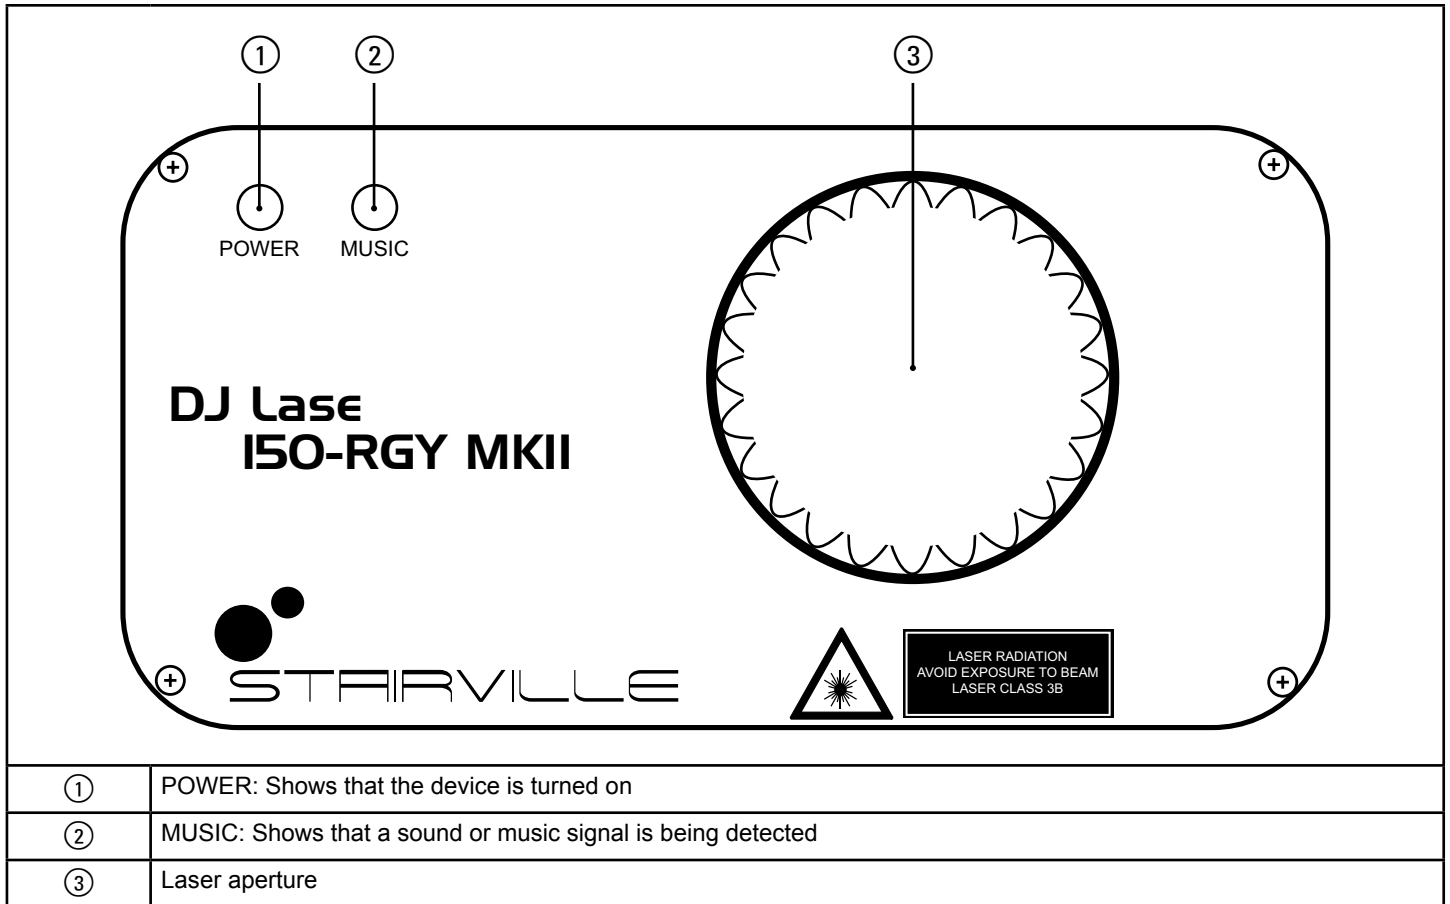 ① ② ③
POWER MUSIC
DJ Lase
150-RGY MKII
STAIRVILLE
LASER RADIATION
AVOID EXPOSURE TO BEAM
LASER CLASS 3B
① POWER: Shows that the device is turned on
② MUSIC: Shows that a sound or music signal is being detected
③ Laser aperture